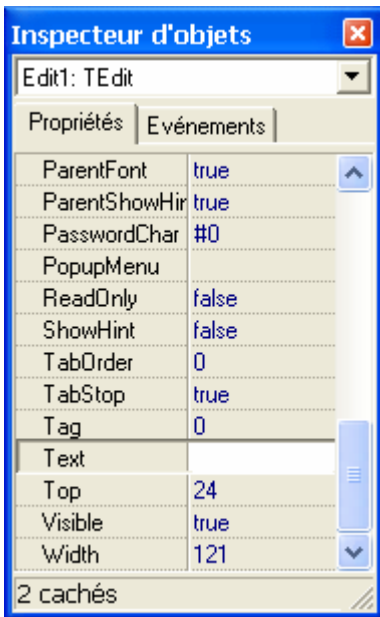 Inspecteur d'objets
Edit1: TEdit
Propriétés Evénements
ParentFont true
ParentShowHin true
PasswordChar #0
PopupMenu
ReadOnly false
ShowHint false
TabOrder 0
TabStop true
Tag 0
Text
Top 24
Visible true
Width 121
2 cachés